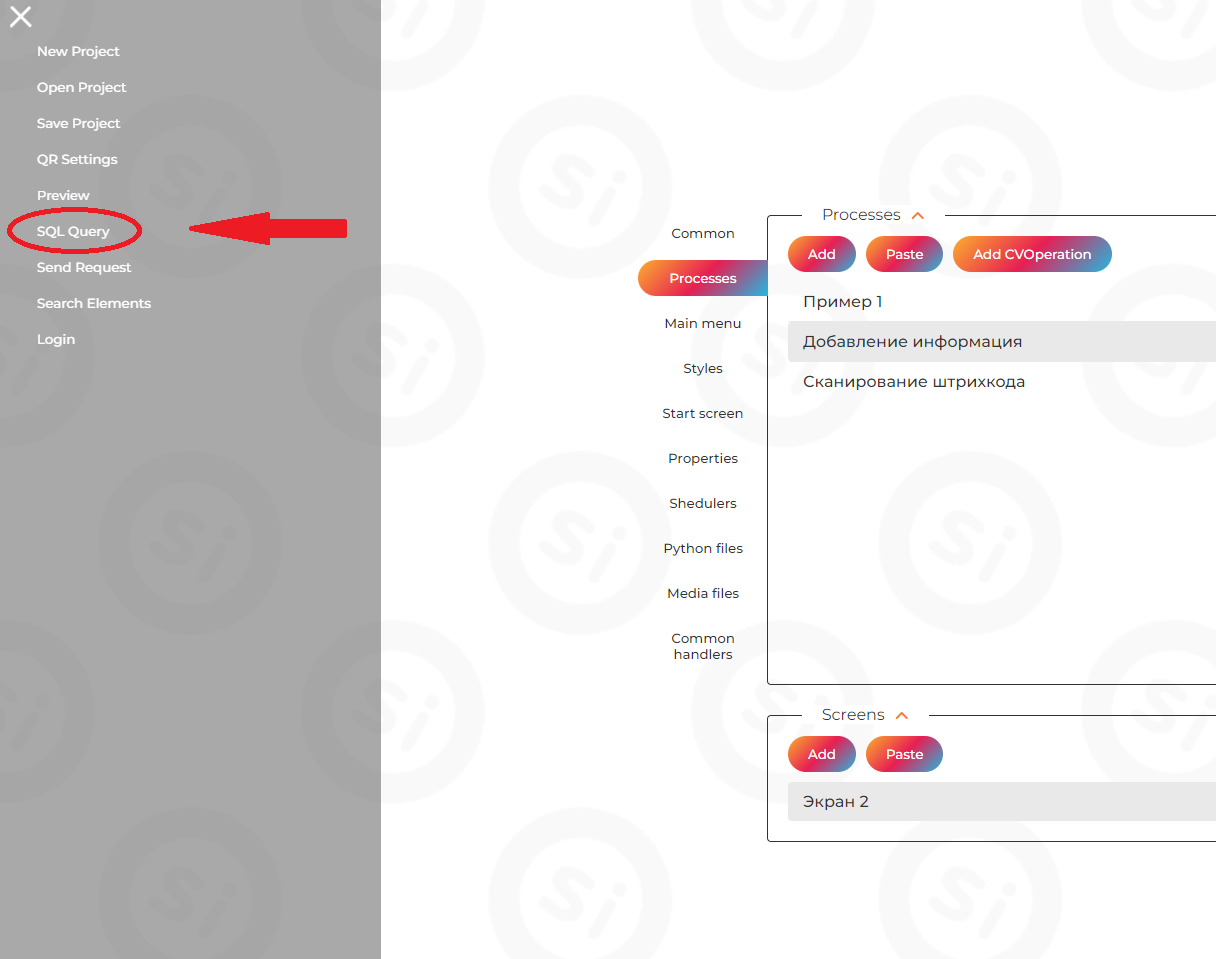 New Project
Open Project
Save Project
QR Settings
Preview
SQL Query
Send Request
Search Elements
Login
Common
Processes
Main menu
Styles
Start screen
Properties
Shedulers
Python files
Media files
Common
handlers
Processes
Add Paste Add CVOperation
Пример 1
Добавление информация
Сканирование штрихкода
Screens
Add Paste
Экран 2